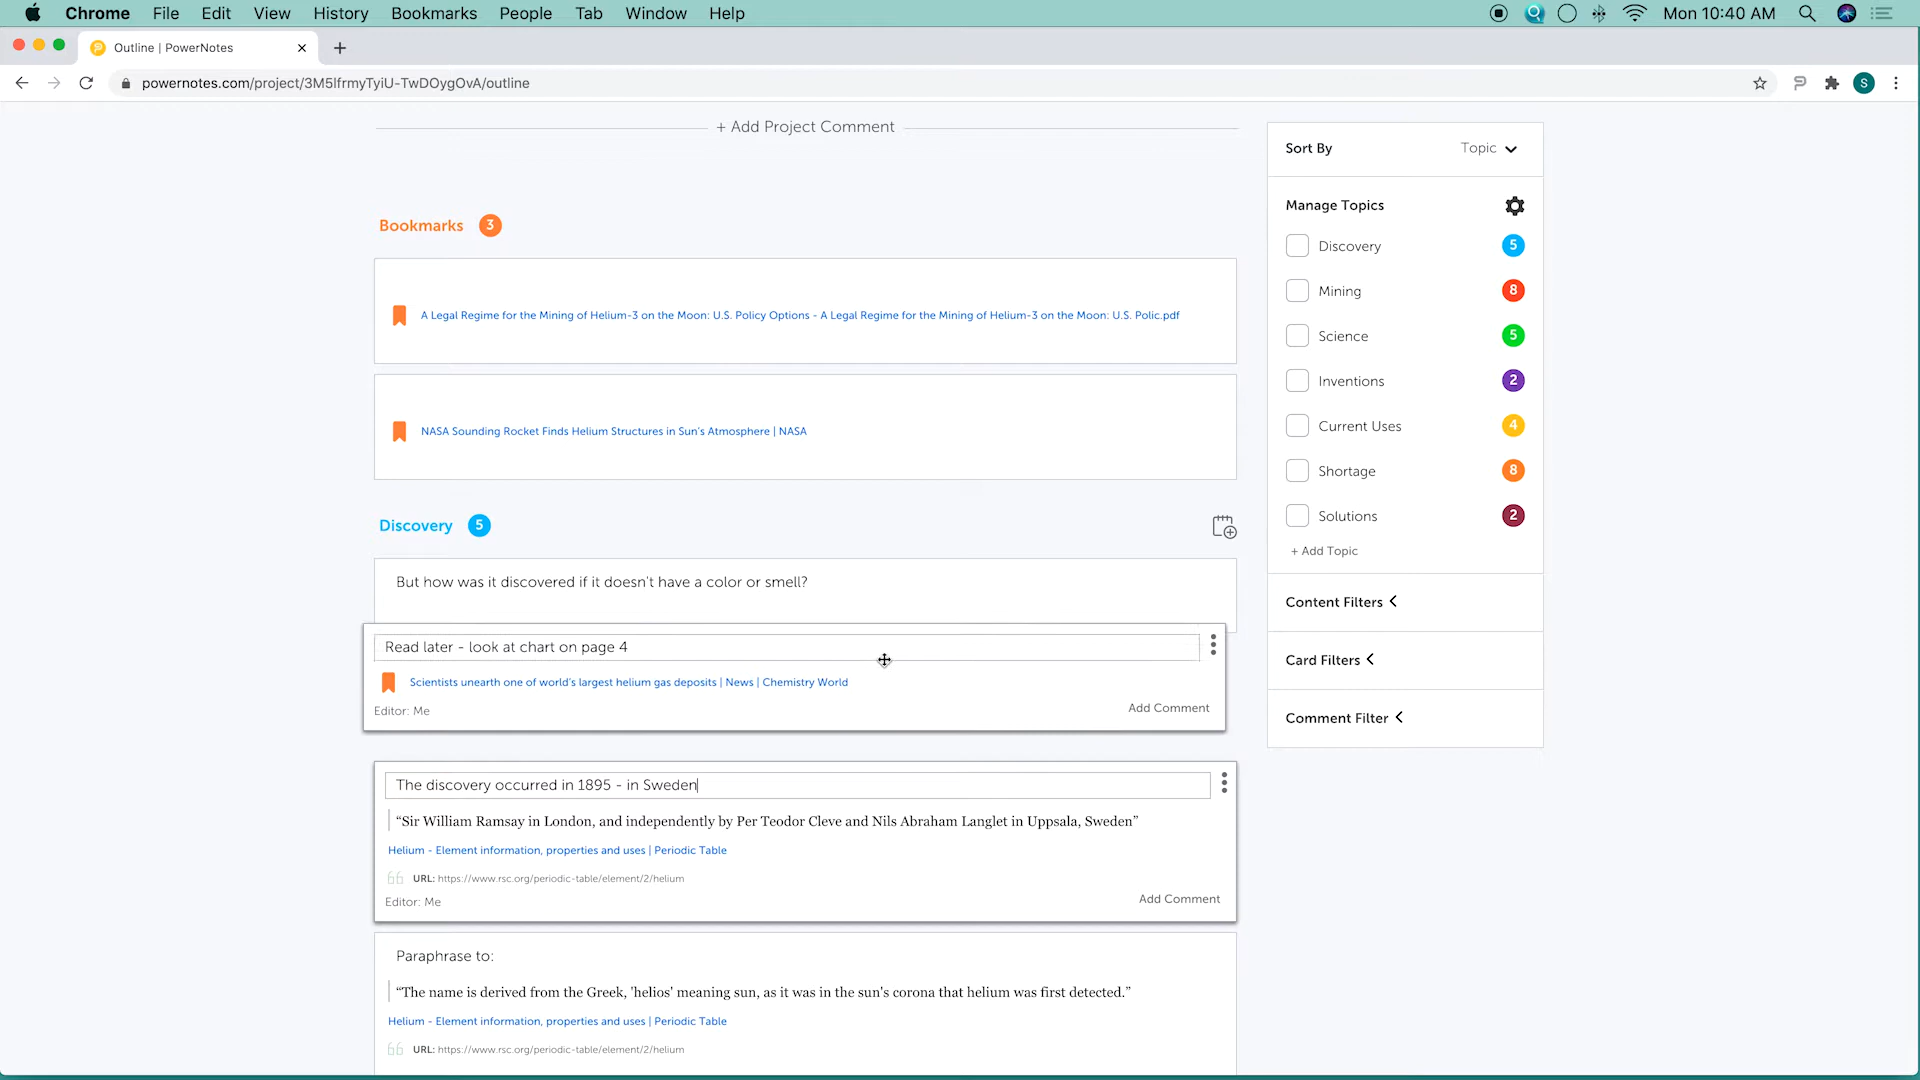 Chrome File Edit View History Bookmarks People Tab Window Help Mon 10:40 AM
Outline | PowerNotes
powernotes.com/project/3M5lfrmyTyiU-TwDOygOvA/outline S
+ Add Project Comment
Sort By Topic
Manage Topics
Discovery 5
Mining 8
Science 5
Inventions 2
Current Uses 4
Shortage 8
Solutions 2
+ Add Topic
Content Filters
Card Filters
Comment Filter
Bookmarks 3
A Legal Regime for the Mining of Helium-3 on the Moon: U.S. Policy Options - A Legal Regime for the Mining of Helium-3 on the Moon: U.S. Polic.pdf
NASA Sounding Rocket Finds Helium Structures in Sun's Atmosphere | NASA
Discovery 5
But how was it discovered if it doesn't have a color or smell?
Read later - look at chart on page 4
Scientists unearth one of world's largest helium gas deposits | News | Chemistry World
Editor: Me Add Comment
The discovery occurred in 1895 - in Sweden
“Sir William Ramsay in London, and independently by Per Teodor Cleve and Nils Abraham Langlet in Uppsala, Sweden”
Helium - Element information, properties and uses | Periodic Table
URL: https://www.rsc.org/periodic-table/element/2/helium
Editor: Me Add Comment
Paraphrase to:
“The name is derived from the Greek, 'helios' meaning sun, as it was in the sun's corona that helium was first detected.”
Helium - Element information, properties and uses | Periodic Table
URL: https://www.rsc.org/periodic-table/element/2/helium